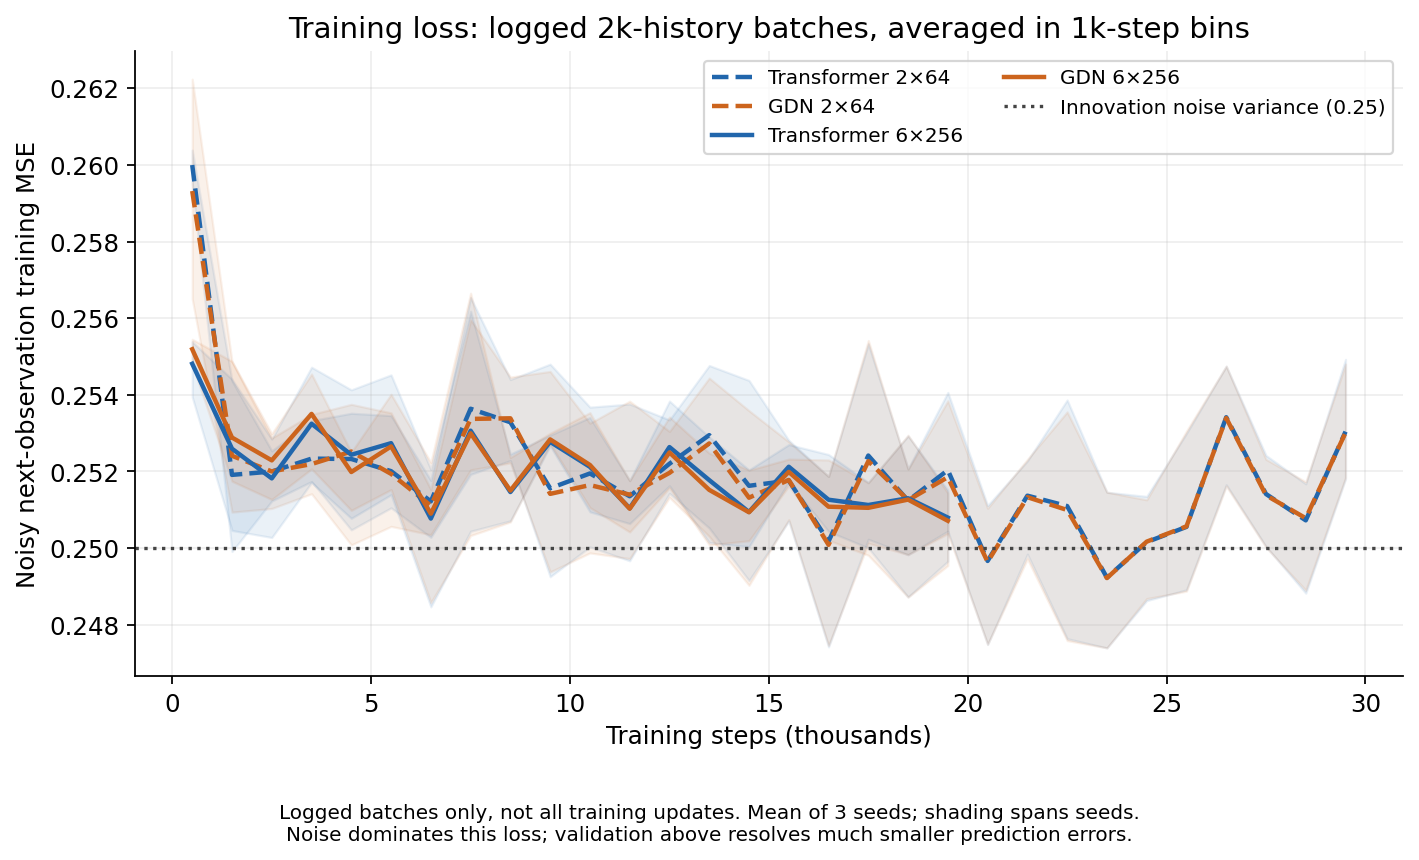 Training loss: logged 2k-history batches, averaged in 1k-step bins
Noisy next-observation training MSE
0.262
0.260
0.258
0.256
0.254
0.252
0.250
0.248
Transformer 2×64
GDN 2×64
Transformer 6×256
GDN 6×256
Innovation noise variance (0.25)
0 5 10 15 20 25 30
Training steps (thousands)
Logged batches only, not all training updates. Mean of 3 seeds; shading spans seeds.
Noise dominates this loss; validation above resolves much smaller prediction errors.